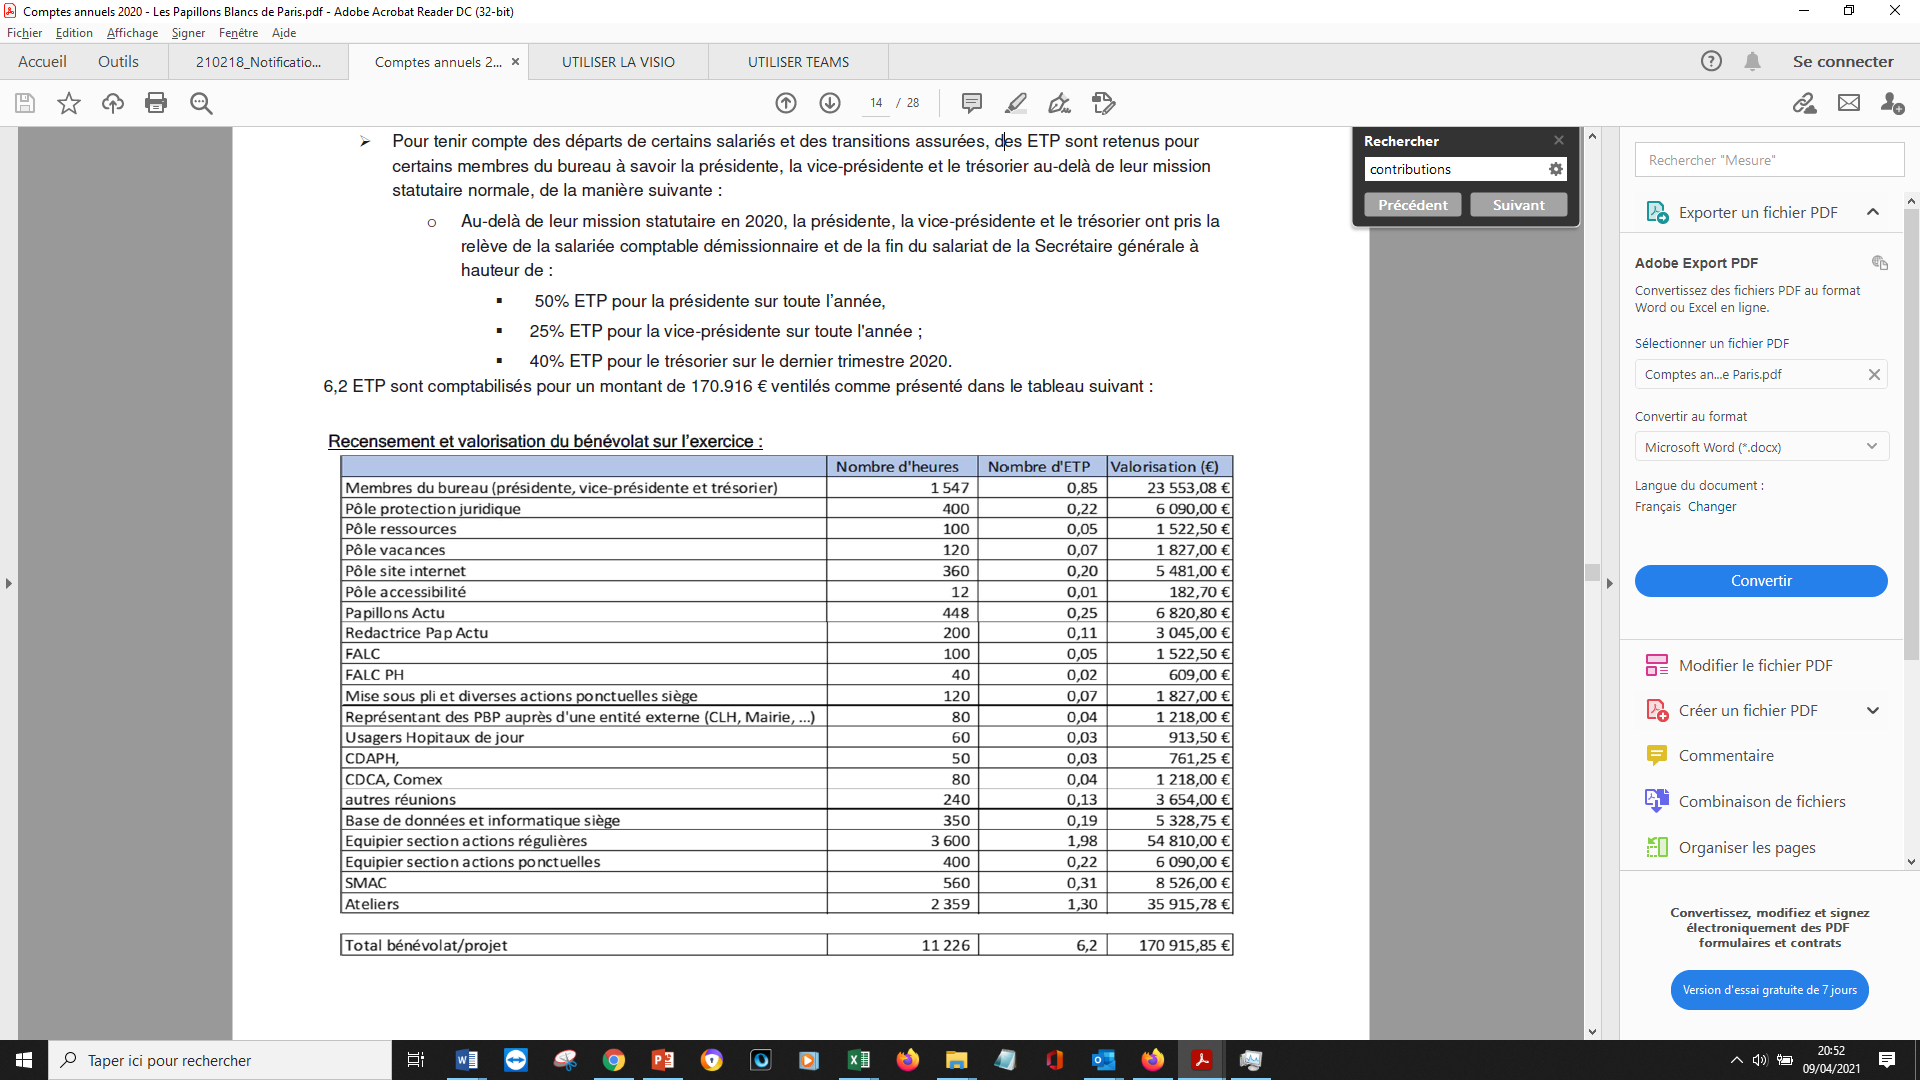 Comptes annuels 2020 - Les Papillons Blancs de Paris.pdf - Adobe Acrobat Reader DC (32-bit)
Fichier Edition Affichage Signer Fenêtre Aide
Accueil Outils 210218_Notificatio... Comptes annuels 2... × UTILISER LA VISIO UTILISER TEAMS Se connecter
14 / 28
Pour tenir compte des départs de certains salariés et des transitions assurées, des ETP sont retenus pour
certains membres du bureau à savoir la présidente, la vice-présidente et le trésorier au-delà de leur mission
statutaire normale, de la manière suivante :
o Au-delà de leur mission statutaire en 2020, la présidente, la vice-présidente et le trésorier ont pris la
relève de la salariée comptable démissionnaire et de la fin du salariat de la Secrétaire générale à
hauteur de :
▪ 50% ETP pour la présidente sur toute l'année,
▪ 25% ETP pour la vice-présidente sur toute l'année ;
▪ 40% ETP pour le trésorier sur le dernier trimestre 2020.
6,2 ETP sont comptabilisés pour un montant de 170.916 € ventilés comme présenté dans le tableau suivant :
Recensement et valorisation du bénévolat sur l'exercice :
Nombre d'heures Nombre d'ETP Valorisation (€)
Membres du bureau (présidente, vice-présidente et trésorier) 1 547 0,85 23 553,08 €
Pôle protection juridique 400 0,22 6 090,00 €
Pôle ressources 100 0,05 1 522,50 €
Pôle vacances 120 0,07 1 827,00 €
Pôle site internet 360 0,20 5 481,00 €
Pôle accessibilité 12 0,01 182,70 €
Papillons Actu 448 0,25 6 820,80 €
Redactrice Pap Actu 200 0,11 3 045,00 €
FALC 100 0,05 1 522,50 €
FALC PH 40 0,02 609,00 €
Mise sous pli et diverses actions ponctuelles siège 120 0,07 1 827,00 €
Représentant des PBP auprès d'une entité externe (CLH, Mairie, ...) 80 0,04 1 218,00 €
Usagers Hopitaux de jour 60 0,03 913,50 €
CDAPH, 50 0,03 761,25 €
CDCA, Comex 80 0,04 1 218,00 €
autres réunions 240 0,13 3 654,00 €
Base de données et informatique siège 350 0,19 5 328,75 €
Equipier section actions régulières 3 600 1,98 54 810,00 €
Equipier section actions ponctuelles 400 0,22 6 090,00 €
SMAC 560 0,31 8 526,00 €
Ateliers 2 359 1,30 35 915,78 €
Total bénévolat/projet 11 226 6,2 170 915,85 €
Rechercher
contributions
Précédent Suivant
Rechercher "Mesure"
Exporter un fichier PDF
Adobe Export PDF
Convertissez des fichiers PDF au format
Word ou Excel en ligne.
Sélectionner un fichier PDF
Comptes an...e Paris.pdf
Convertir au format
Microsoft Word (*.docx)
Langue du document :
Français Changer
Convertir
Modifier le fichier PDF
Créer un fichier PDF
Commentaire
Combinaison de fichiers
Organiser les pages
Convertissez, modifiez et signez
électroniquement des PDF
formulaires et contrats
Version d'essai gratuite de 7 jours
Taper ici pour rechercher
20:52
09/04/2021